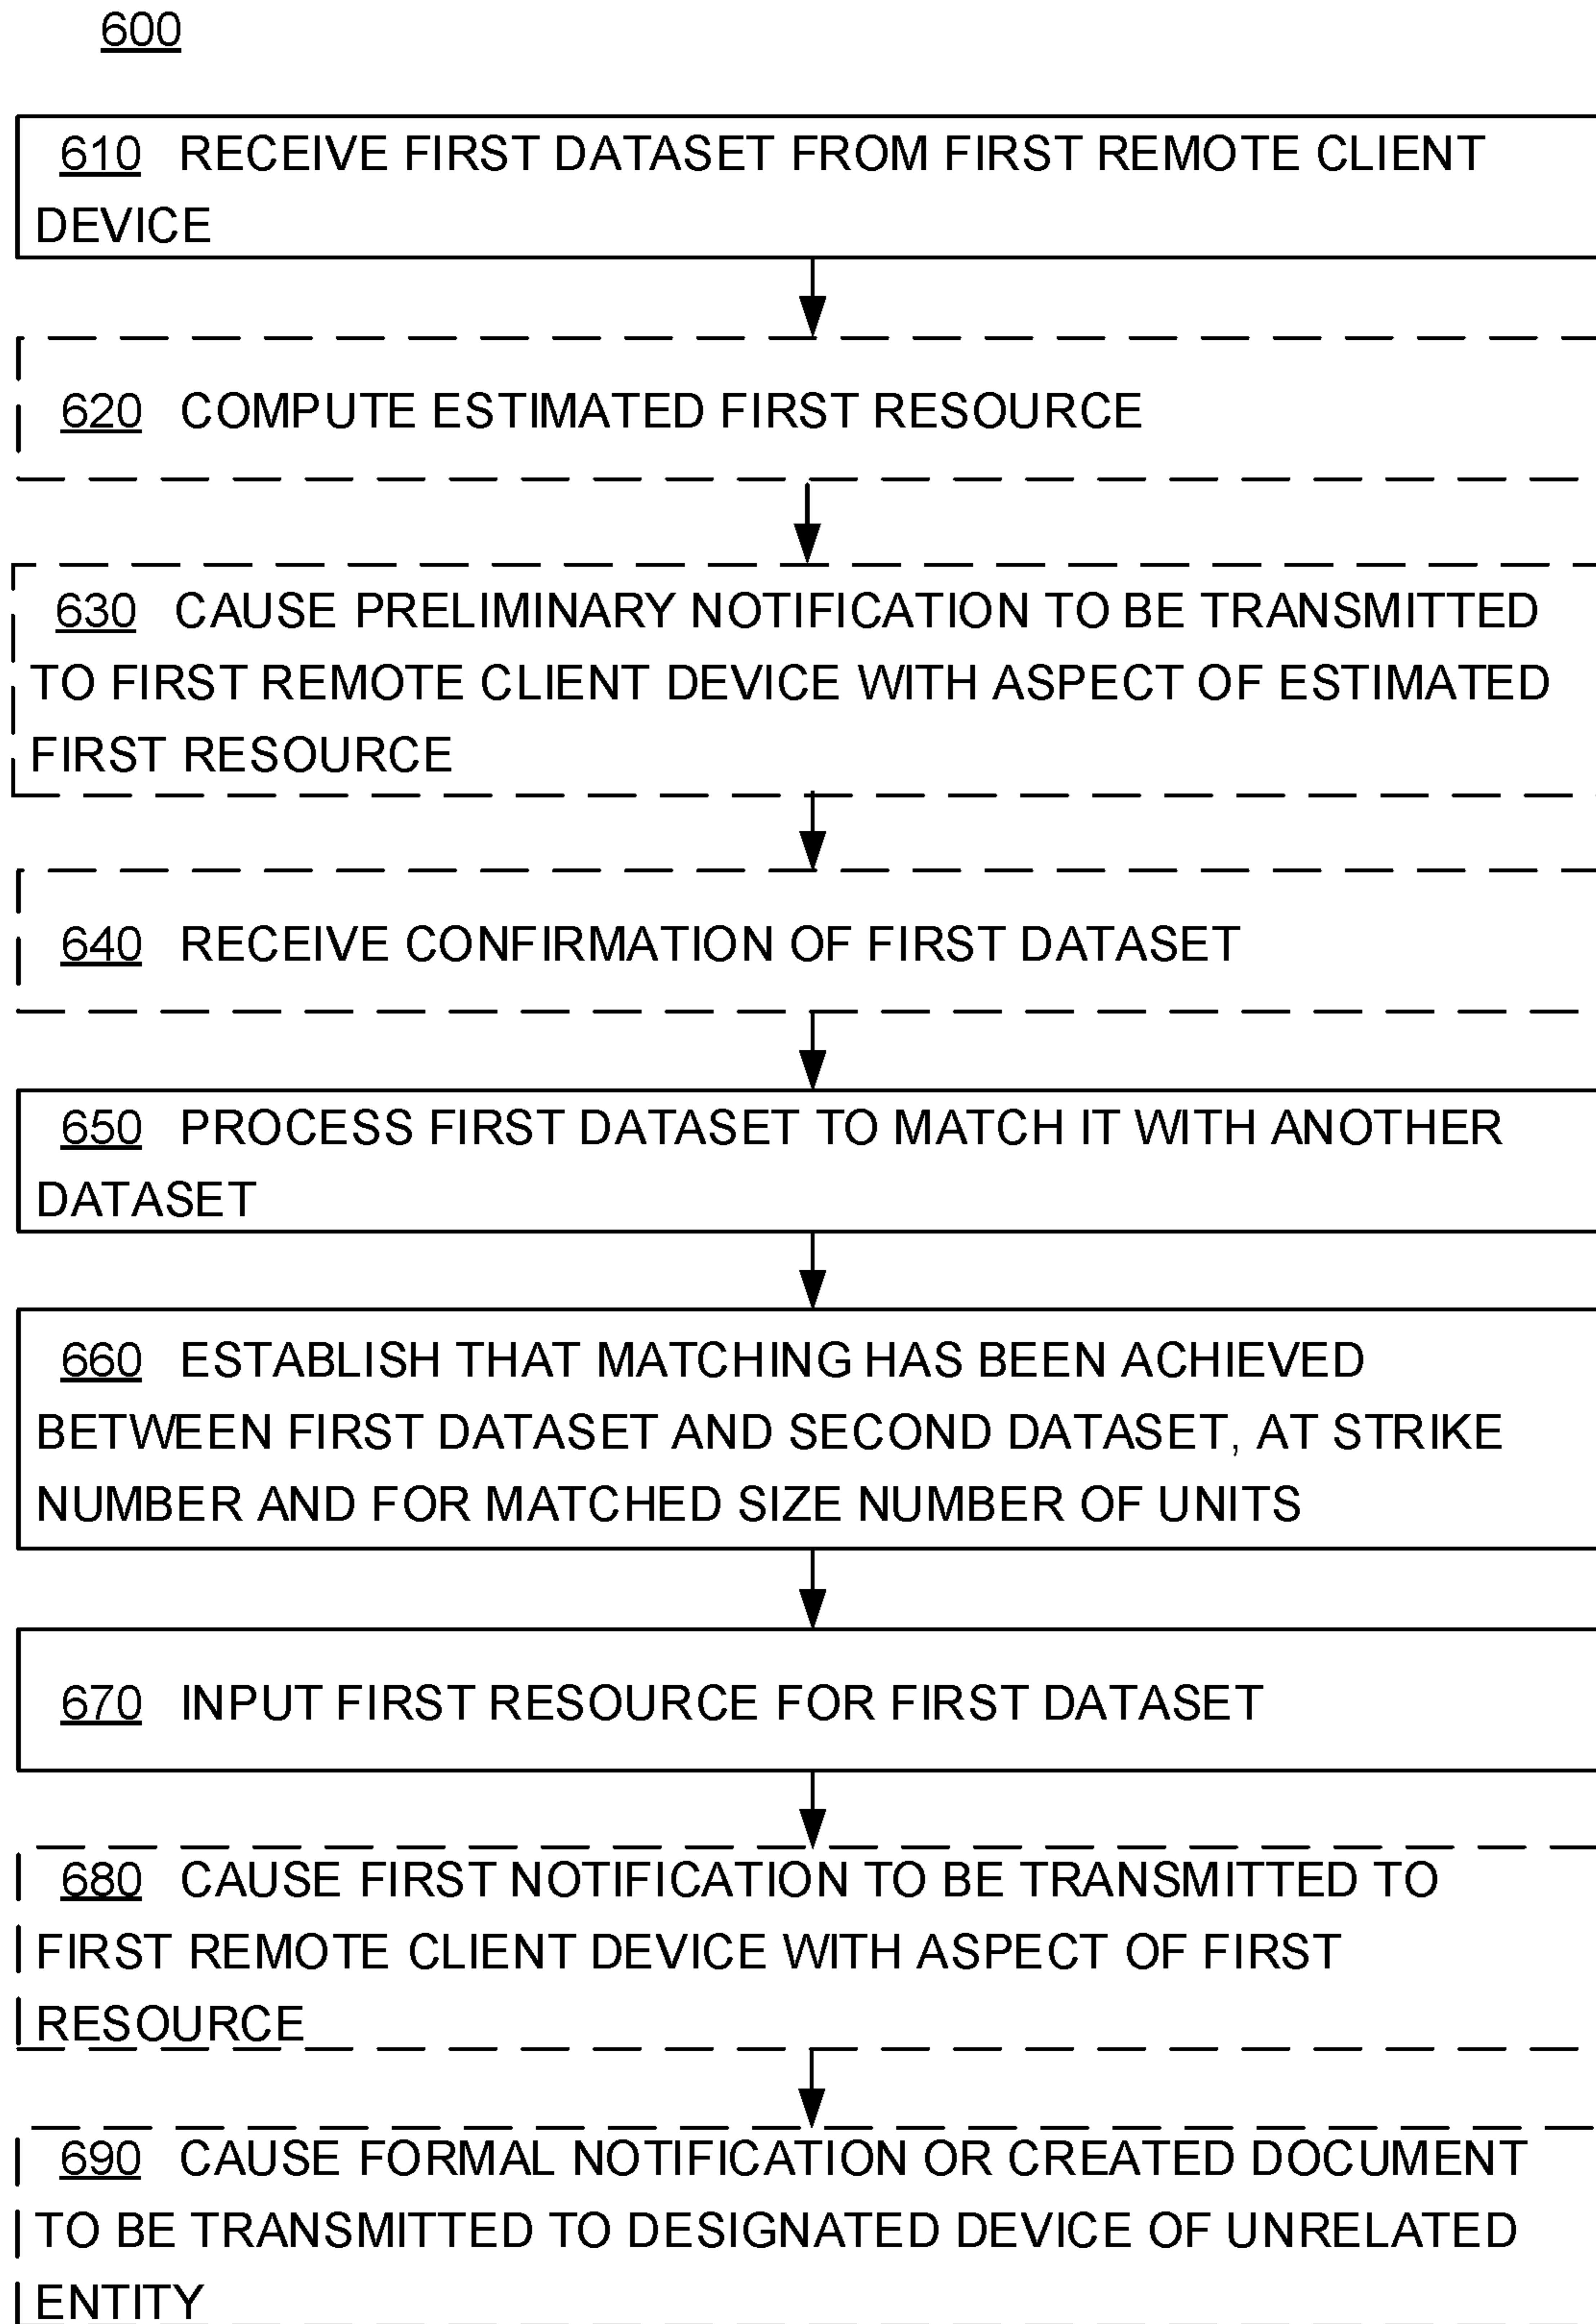 600
610 RECEIVE FIRST DATASET FROM FIRST REMOTE CLIENT
DEVICE
620 COMPUTE ESTIMATED FIRST RESOURCE
630 CAUSE PRELIMINARY NOTIFICATION TO BE TRANSMITTED
TO FIRST REMOTE CLIENT DEVICE WITH ASPECT OF ESTIMATED
FIRST RESOURCE
640 RECEIVE CONFIRMATION OF FIRST DATASET
650 PROCESS FIRST DATASET TO MATCH IT WITH ANOTHER
DATASET
660 ESTABLISH THAT MATCHING HAS BEEN ACHIEVED
BETWEEN FIRST DATASET AND SECOND DATASET, AT STRIKE
NUMBER AND FOR MATCHED SIZE NUMBER OF UNITS
670 INPUT FIRST RESOURCE FOR FIRST DATASET
680 CAUSE FIRST NOTIFICATION TO BE TRANSMITTED TO
FIRST REMOTE CLIENT DEVICE WITH ASPECT OF FIRST
RESOURCE
690 CAUSE FORMAL NOTIFICATION OR CREATED DOCUMENT
TO BE TRANSMITTED TO DESIGNATED DEVICE OF UNRELATED
ENTITY